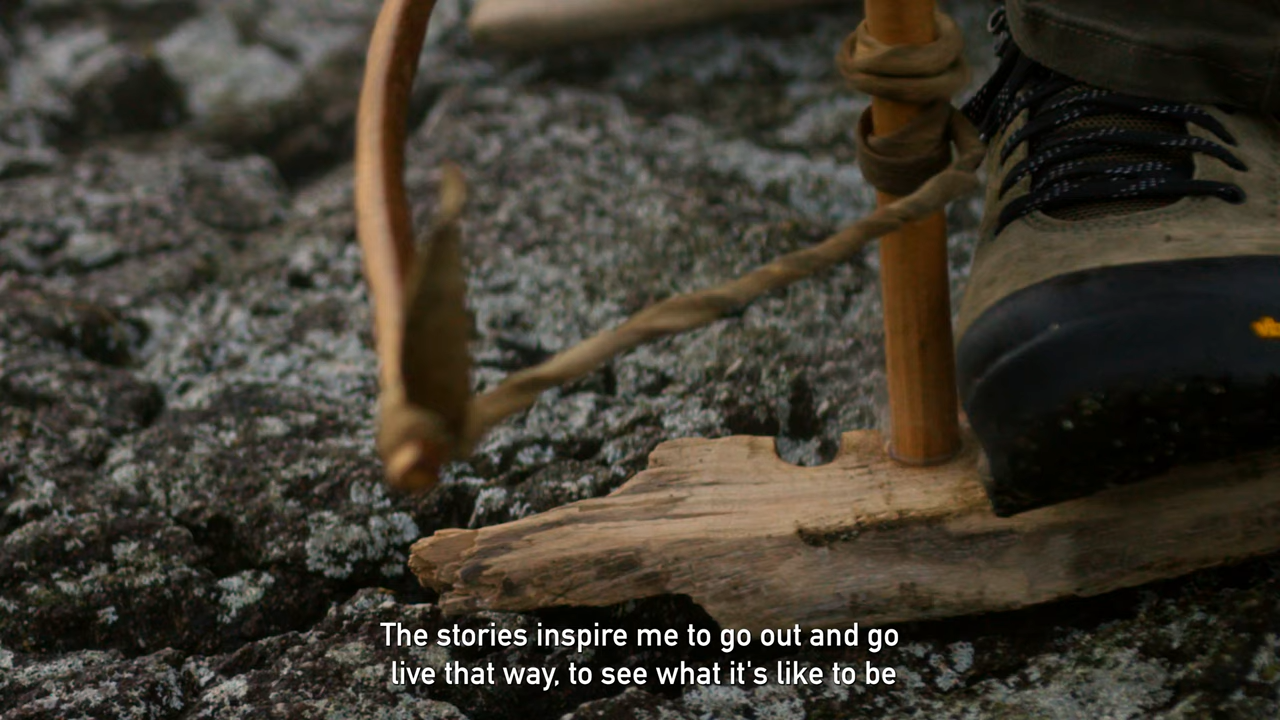 The stories inspire me to go out and go
live that way, to see what it's like to be